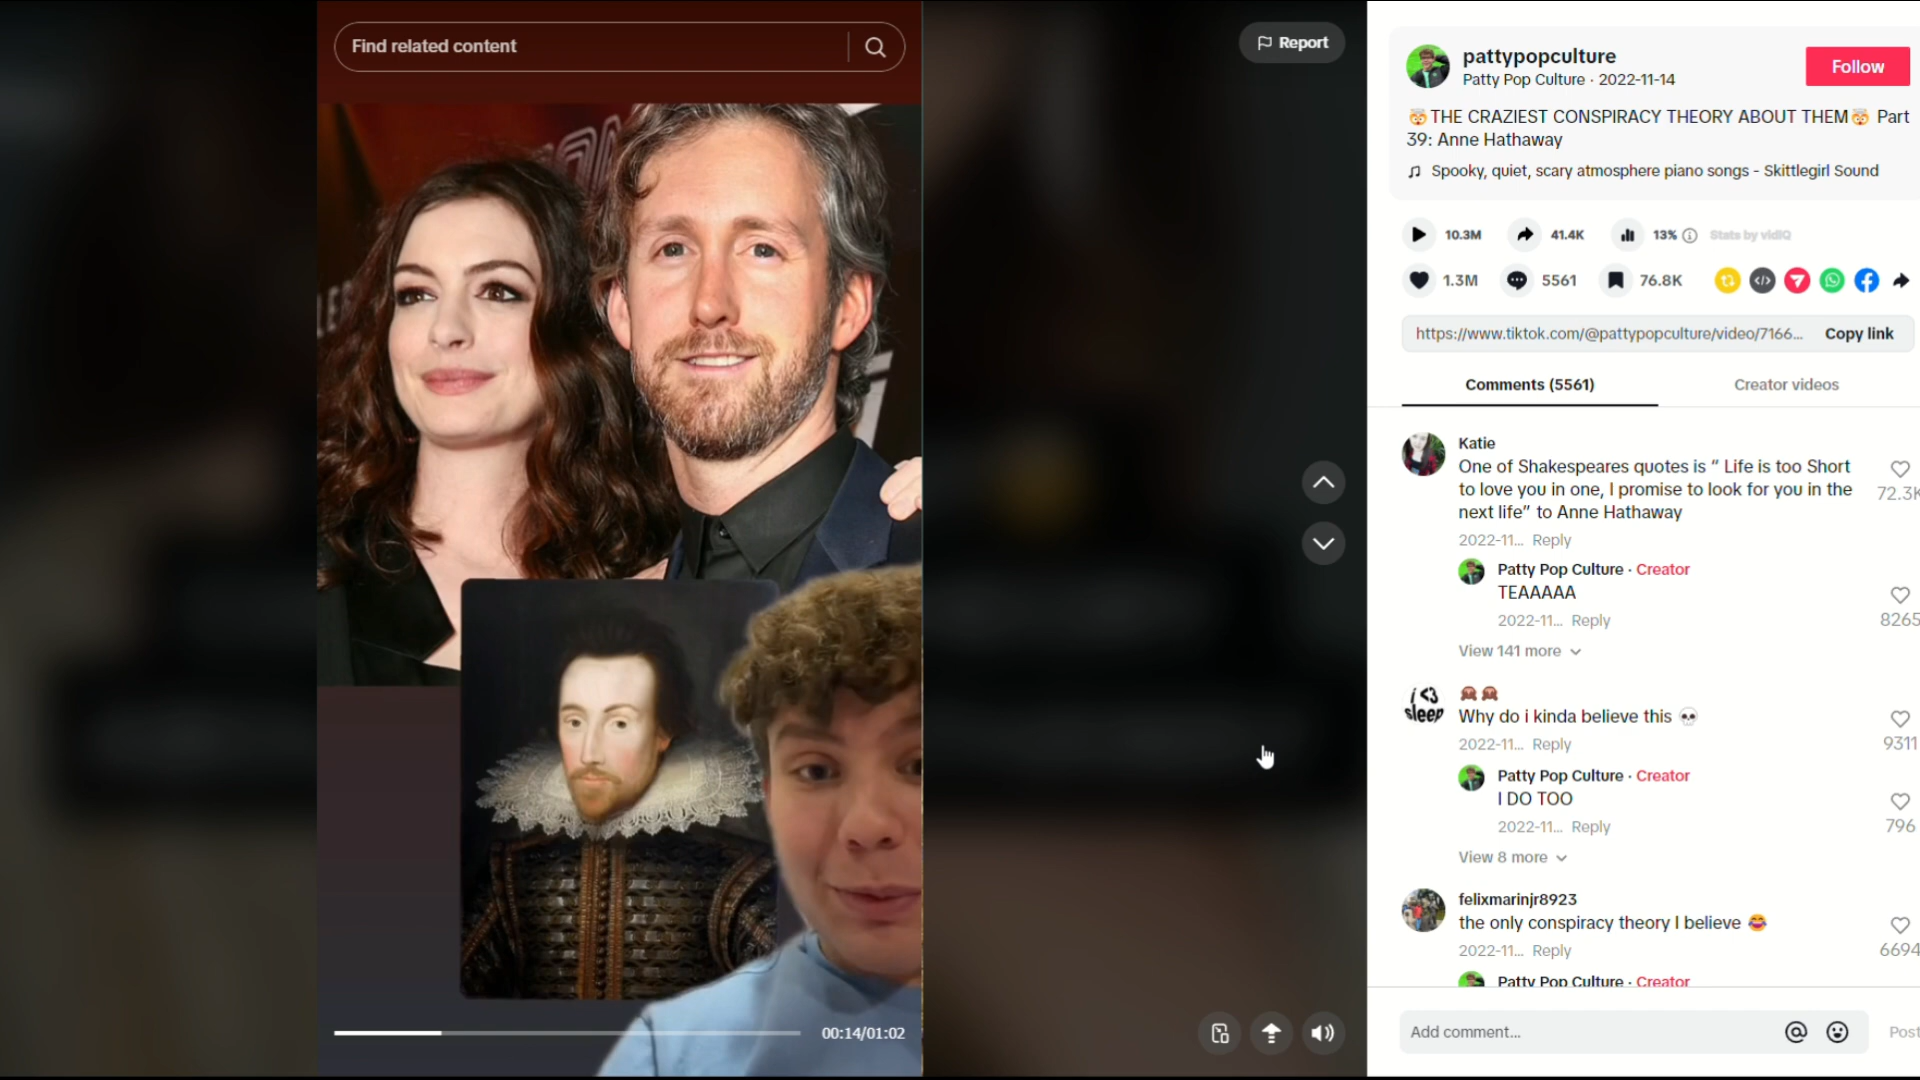 Find related content
Report
pattypopculture
Patty Pop Culture · 2022-11-14
Follow
🤯THE CRAZIEST CONSPIRACY THEORY ABOUT THEM🤯 Part
39: Anne Hathaway
♫ Spooky, quiet, scary atmosphere piano songs - Skittlegirl Sound
10.3M
41.4K
13%
Stats by vidIQ
1.3M
5561
76.8K
https://www.tiktok.com/@pattypopculture/video/7166...
Copy link
Comments (5561)
Creator videos
Katie
One of Shakespeares quotes is “ Life is too Short
to love you in one, I promise to look for you in the
next life” to Anne Hathaway
72.3K
2022-11... Reply
Patty Pop Culture · Creator
TEAAAAA
8265
2022-11... Reply
View 141 more
i <3
sleep
Why do i kinda believe this 💀
9311
2022-11... Reply
Patty Pop Culture · Creator
I DO TOO
796
2022-11... Reply
View 8 more
felixmarinjr8923
the only conspiracy theory I believe 😂
6694
2022-11... Reply
Patty Pop Culture · Creator
00:14/01:02
Add comment...
Post